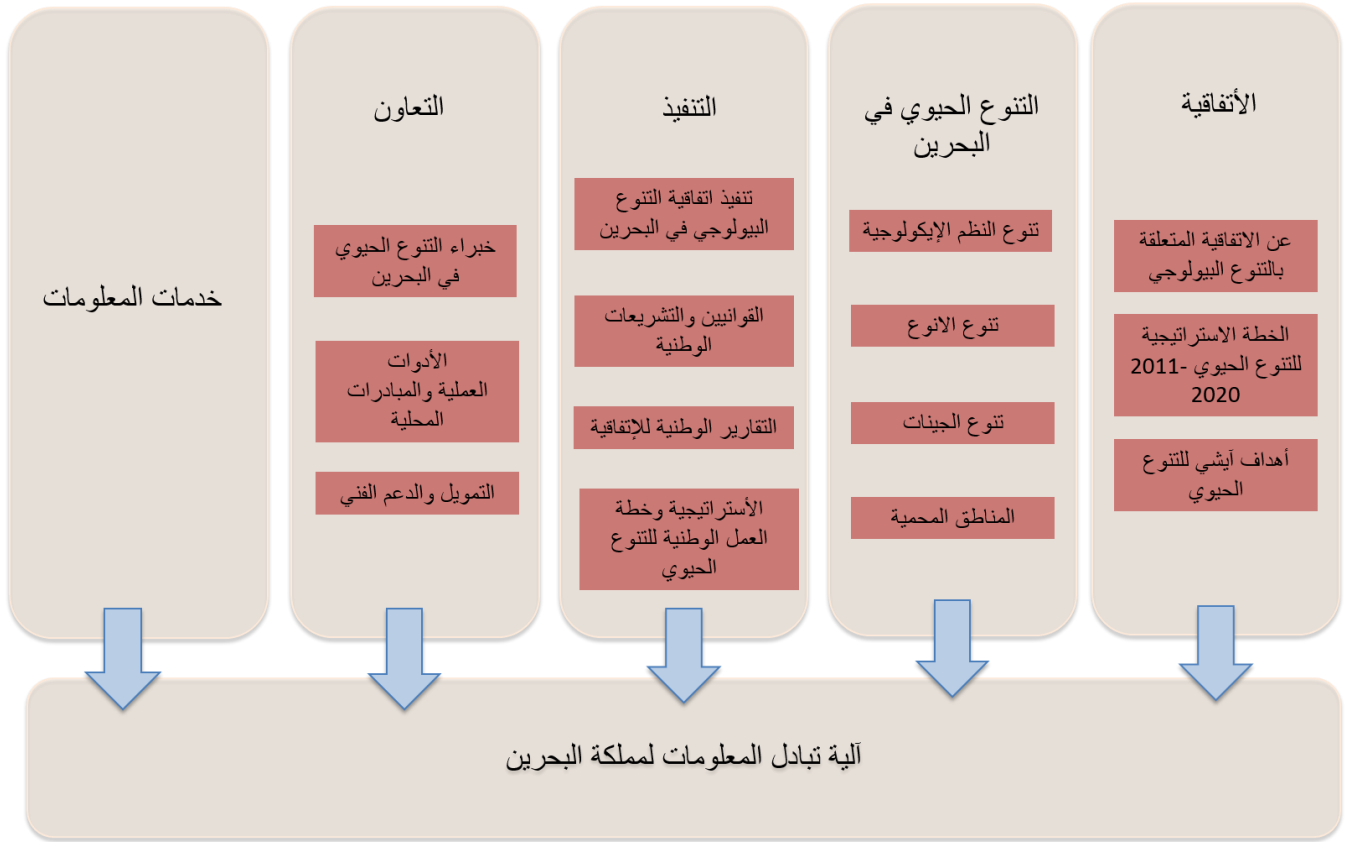 الأتفاقية
عن الاتفاقية المتعلقة
بالتنوع البيولوجي
الخطة الاستراتيجية
للتنوع الحيوي 2011-
2020
أهداف آيشي للتنوع
الحيوي
التنوع الحيوي في
البحرين
تنوع النظم الإيكولوجية
تنوع الانوع
تنوع الجينات
المناطق المحمية
التنفيذ
تنفيذ اتفاقية التنوع
البيولوجي في البحرين
القوانيين والتشريعات
الوطنية
التقارير الوطنية للإتفاقية
الأستراتيجية وخطة
العمل الوطنية للتنوع
الحيوي
التعاون
خبراء التنوع الحيوي
في البحرين
الأدوات
العملية والمبادرات
المحلية
التمويل والدعم الفني
خدمات المعلومات
آلية تبادل المعلومات لمملكة البحرين